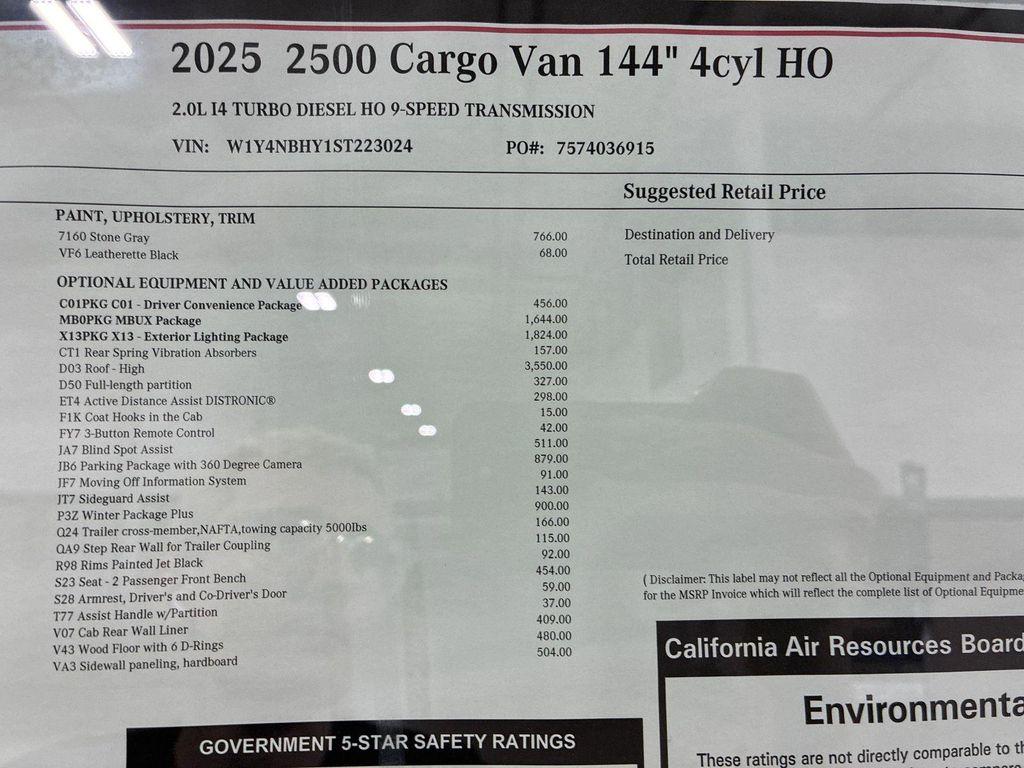 2025 2500 Cargo Van 144" 4cyl HO
2.0L I4 TURBO DIESEL HO 9-SPEED TRANSMISSION
VIN: W1Y4NBHY1ST223024 PO#: 7574036915
Suggested Retail Price
PAINT, UPHOLSTERY, TRIM
7160 Stone Gray 766.00
VF6 Leatherette Black 68.00
Destination and Delivery
Total Retail Price
OPTIONAL EQUIPMENT AND VALUE ADDED PACKAGES
C01PKG C01 - Driver Convenience Package 456.00
MB0PKG MBUX Package 1,644.00
X13PKG X13 - Exterior Lighting Package 1,824.00
CT1 Rear Spring Vibration Absorbers 157.00
D03 Roof - High 3,550.00
D50 Full-length partition 327.00
ET4 Active Distance Assist DISTRONIC® 298.00
F1K Coat Hooks in the Cab 15.00
FY7 3-Button Remote Control 42.00
JA7 Blind Spot Assist 511.00
JB6 Parking Package with 360 Degree Camera 879.00
JF7 Moving Off Information System 91.00
JT7 Sideguard Assist 143.00
P3Z Winter Package Plus 900.00
Q24 Trailer cross-member,NAFTA,towing capacity 5000lbs 166.00
QA9 Step Rear Wall for Trailer Coupling 115.00
R98 Rims Painted Jet Black 92.00
S23 Seat - 2 Passenger Front Bench 454.00
S28 Armrest, Driver's and Co-Driver's Door 59.00
T77 Assist Handle w/Partition 37.00
V07 Cab Rear Wall Liner 409.00
V43 Wood Floor with 6 D-Rings 480.00
VA3 Sidewall paneling, hardboard 504.00
( Disclaimer: This label may not reflect all the Optional Equipment and Packa
for the MSRP Invoice which will reflect the complete list of Optional Equipme
California Air Resources Board
Environmenta
These ratings are not directly comparable to th
GOVERNMENT 5-STAR SAFETY RATINGS